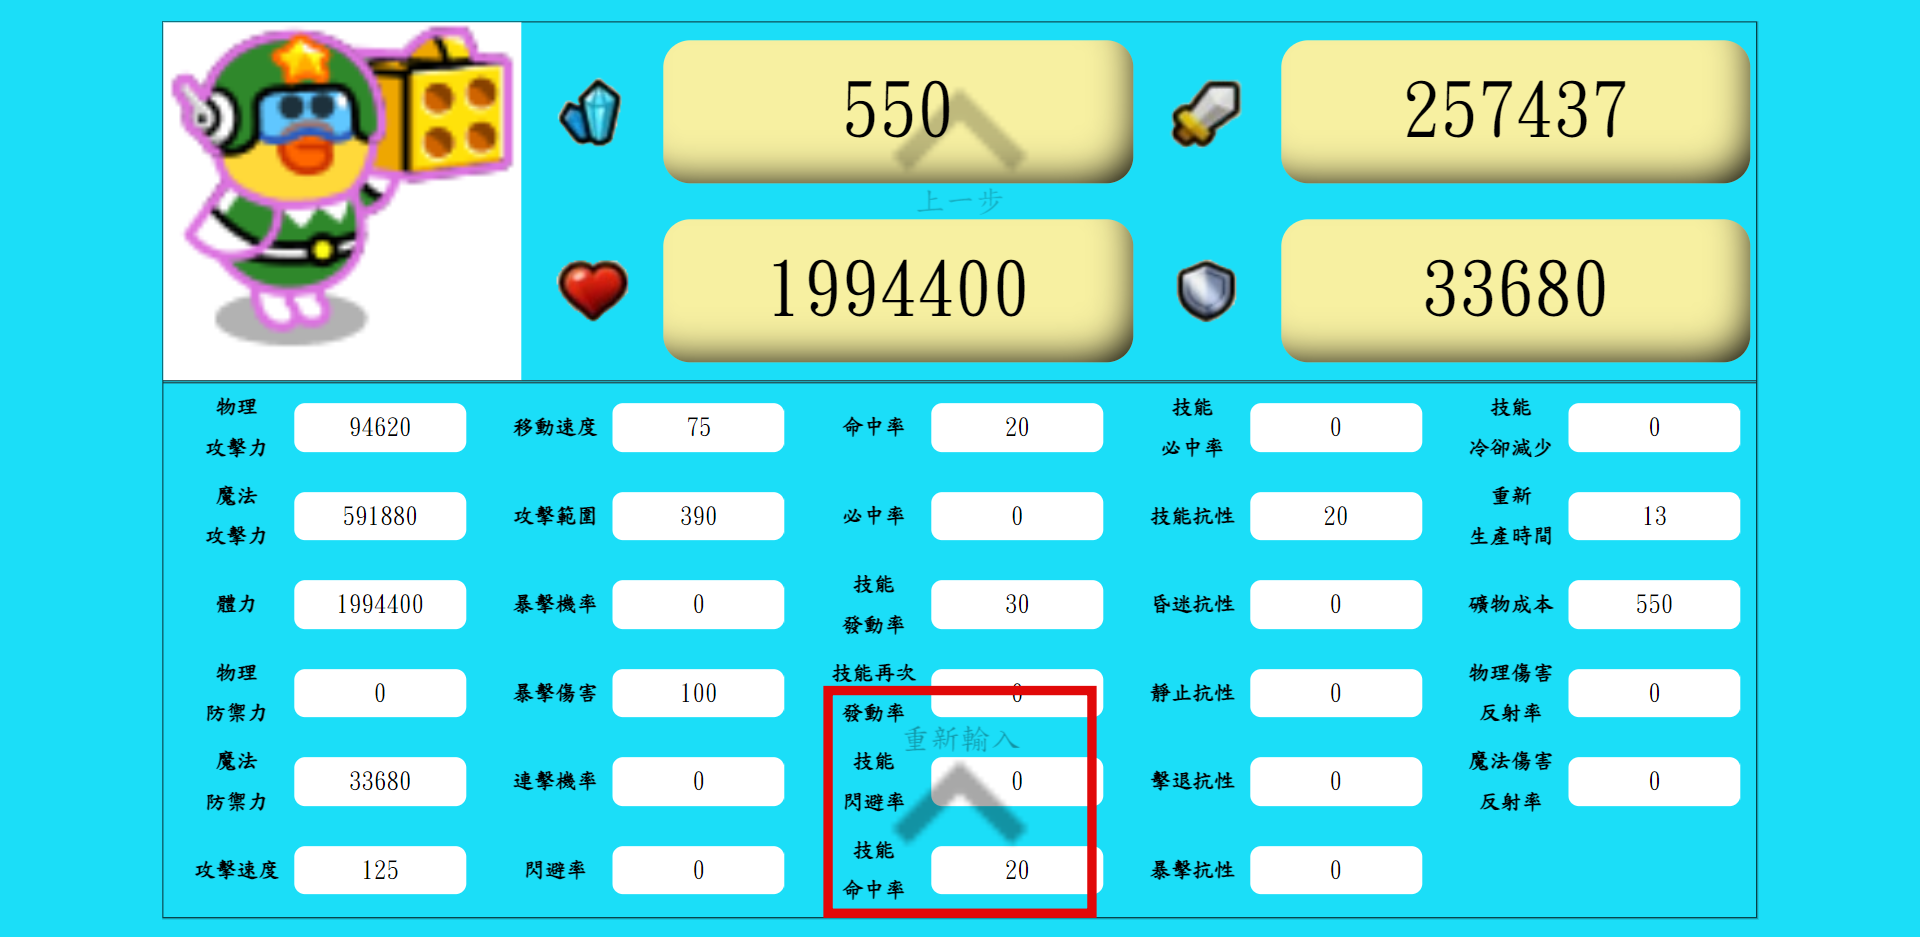 550
257437
上一步
1994400
33680
物理
攻擊力
94620
移動速度
75
命中率
20
技能
必中率
0
技能
冷卻減少
0
魔法
攻擊力
591880
攻擊範圍
390
必中率
0
技能抗性
20
重新
生產時間
13
體力
1994400
暴擊機率
0
技能
發動率
30
昏迷抗性
0
礦物成本
550
物理
防禦力
0
暴擊傷害
100
技能再次
發動率
0
靜止抗性
0
物理傷害
反射率
0
重新輸入
魔法
防禦力
33680
連擊機率
0
技能
閃避率
0
擊退抗性
0
魔法傷害
反射率
0
攻擊速度
125
閃避率
0
技能
命中率
20
暴擊抗性
0